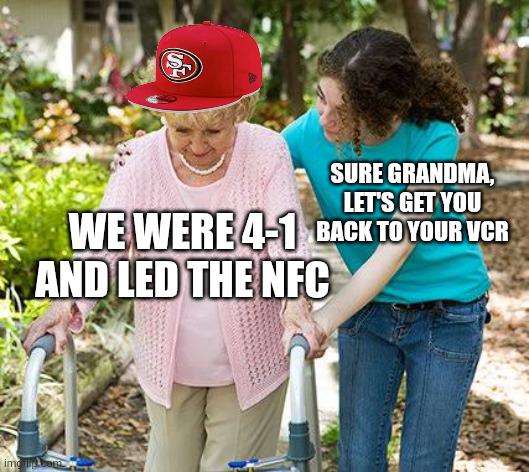 SF
SURE GRANDMA,
LET'S GET YOU
BACK TO YOUR VCR
WE WERE 4-1
AND LED THE NFC
imgflip.com